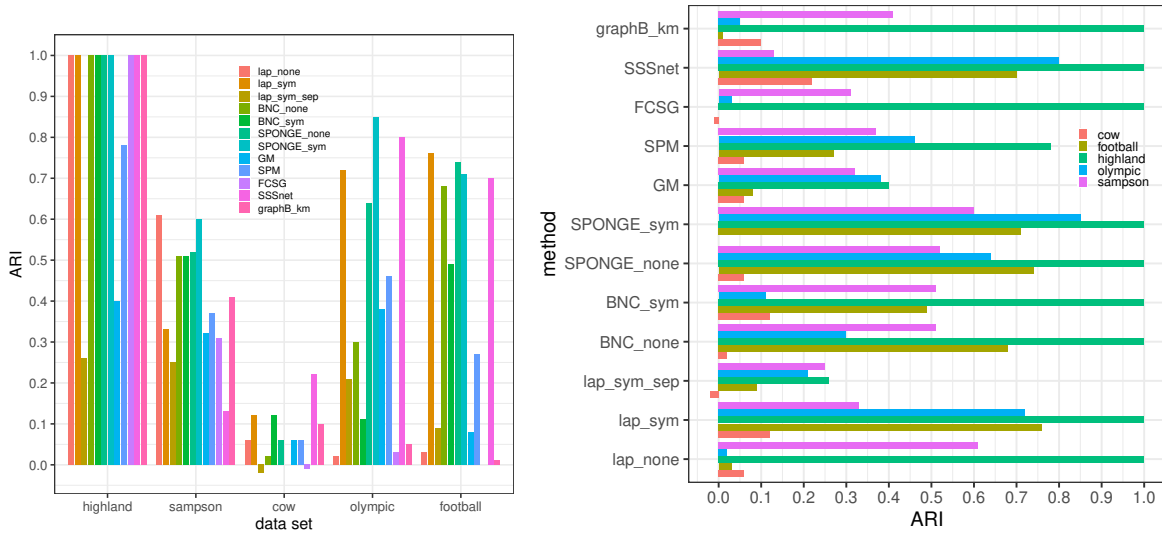 1.0
0.9
0.8
0.7
0.6
0.5
0.4
0.3
0.2
0.1
0.0
ARI
lap_none
lap_sym
lap_sym_sep
BNC_none
BNC_sym
SPONGE_none
SPONGE_sym
GM
SPM
FCSG
SSSnet
graphB_km
highland sampson cow olympic football
data set
method
graphB_km
SSSnet
FCSG
SPM
GM
SPONGE_sym
SPONGE_none
BNC_sym
BNC_none
lap_sym_sep
lap_sym
lap_none
cow
football
highland
olympic
sampson
0.0 0.1 0.2 0.3 0.4 0.5 0.6 0.7 0.8 0.9 1.0
ARI